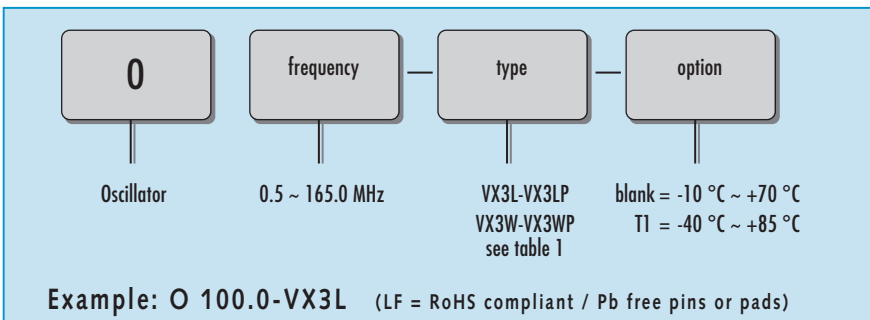 O
frequency — type — option
Oscillator
0.5 ~ 165.0 MHz
VX3L-VX3LP
VX3W-VX3WP
see table 1
blank = -10 °C ~ +70 °C
T1 = -40 °C ~ +85 °C
Example: O 100.0-VX3L (LF = RoHS compliant / Pb free pins or pads)